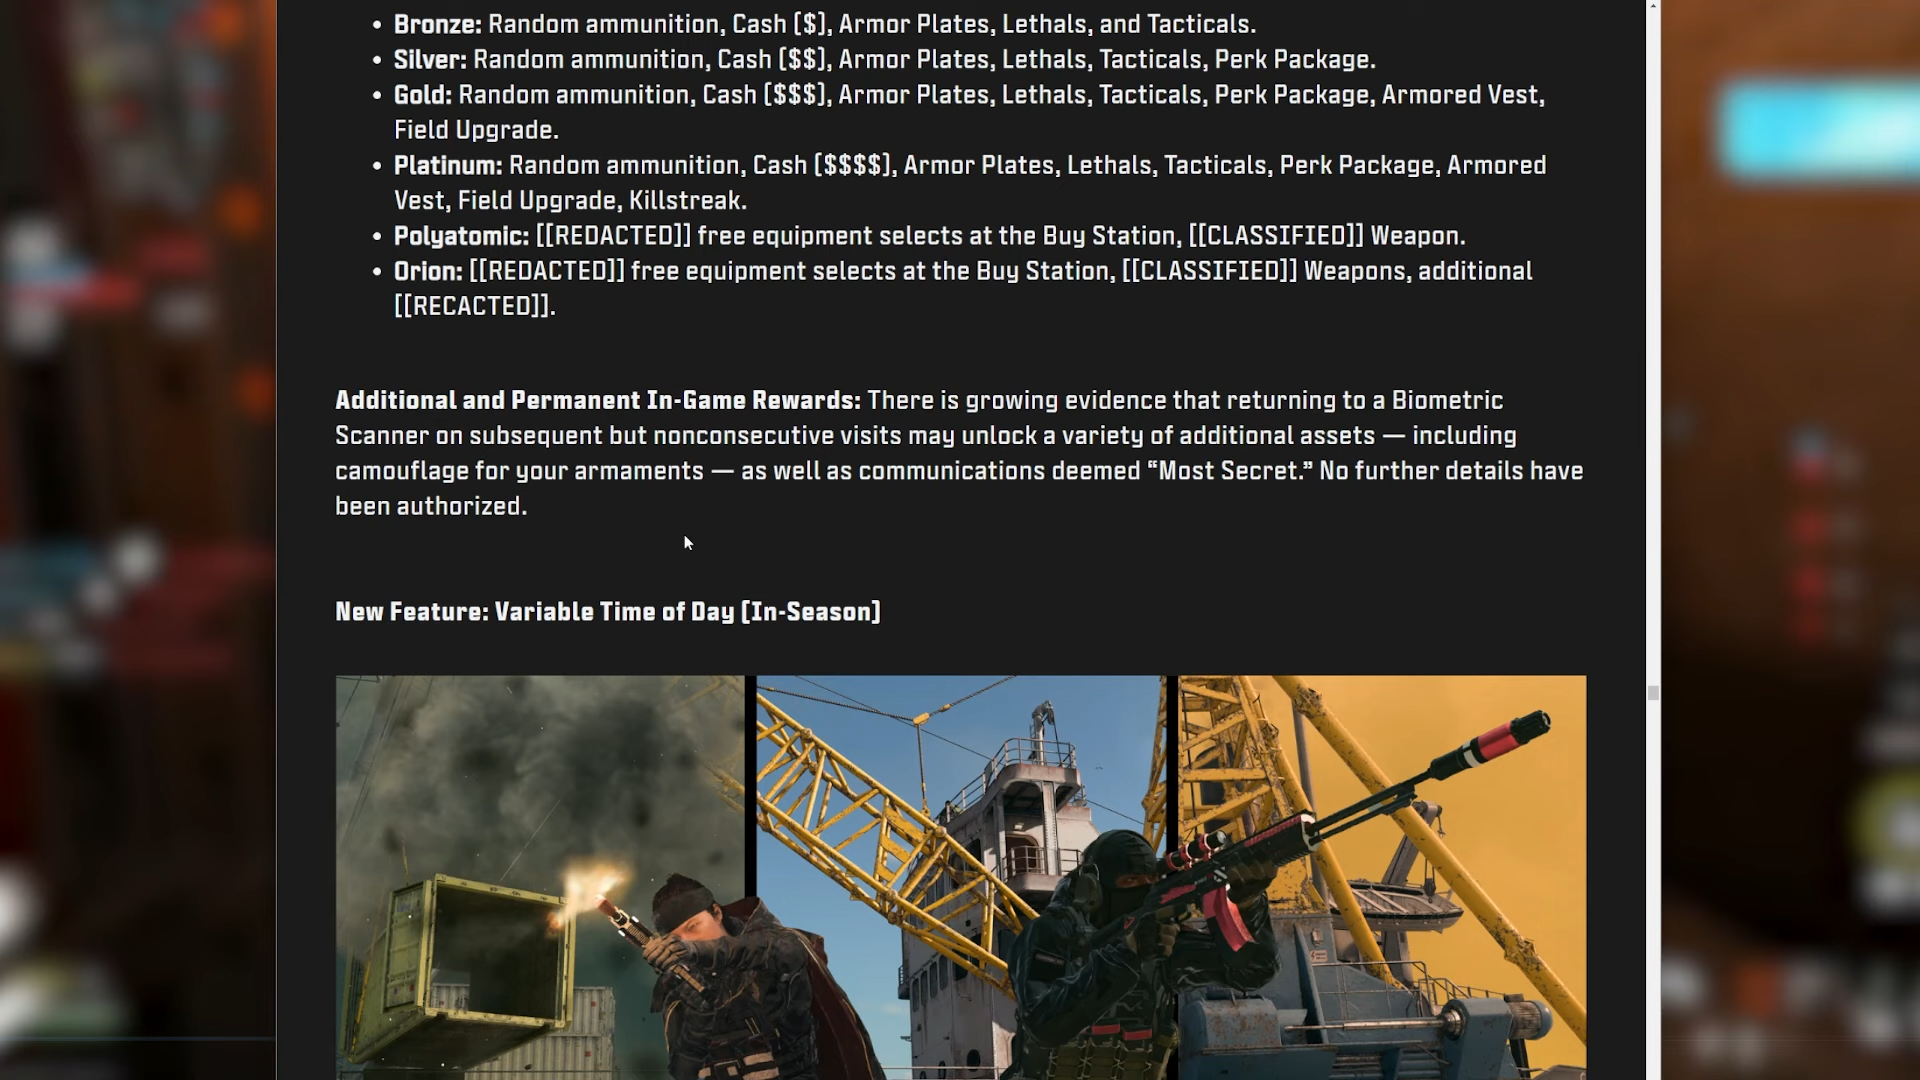 • Bronze: Random ammunition, Cash ($), Armor Plates, Lethals, and Tacticals.
• Silver: Random ammunition, Cash ($$), Armor Plates, Lethals, Tacticals, Perk Package.
• Gold: Random ammunition, Cash ($$$), Armor Plates, Lethals, Tacticals, Perk Package, Armored Vest,
Field Upgrade.
• Platinum: Random ammunition, Cash ($$$$), Armor Plates, Lethals, Tacticals, Perk Package, Armored
Vest, Field Upgrade, Killstreak.
• Polyatomic: [[REDACTED]] free equipment selects at the Buy Station, [[CLASSIFIED]] Weapon.
• Orion: [[REDACTED]] free equipment selects at the Buy Station, [[CLASSIFIED]] Weapons, additional
[[RECACTED]].
Additional and Permanent In-Game Rewards: There is growing evidence that returning to a Biometric
Scanner on subsequent but nonconsecutive visits may unlock a variety of additional assets — including
camouflage for your armaments — as well as communications deemed “Most Secret.” No further details have
been authorized.
New Feature: Variable Time of Day (In-Season)